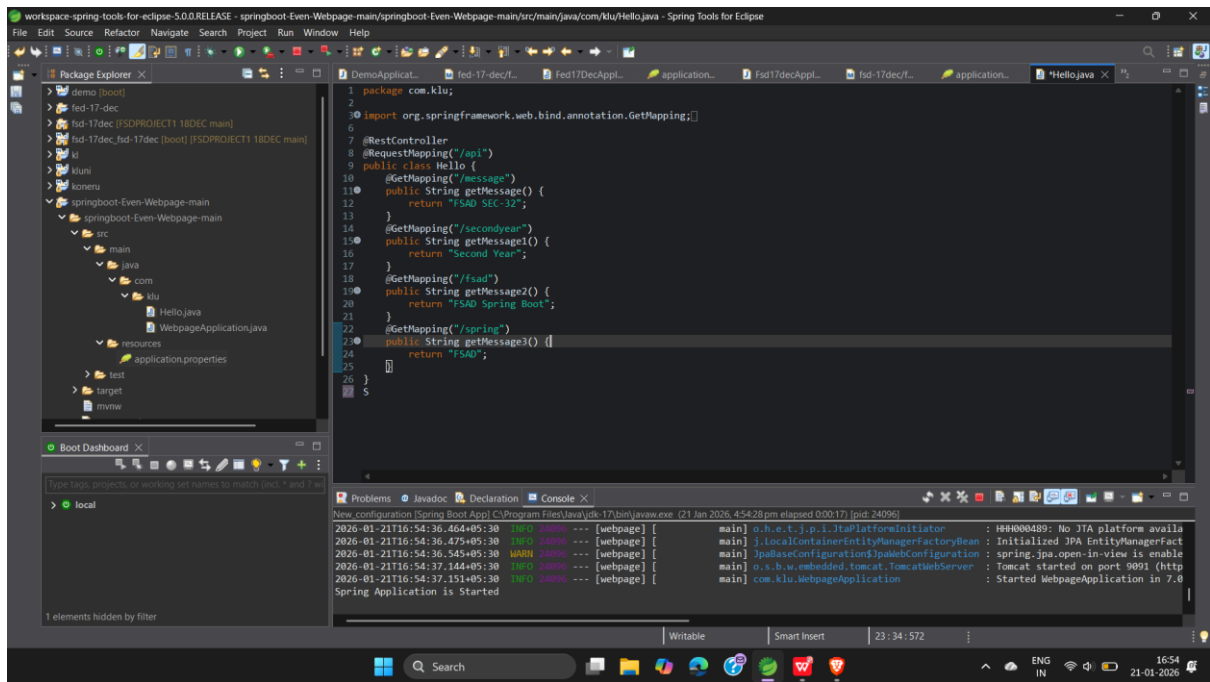 workspace-spring-tools-for-eclipse-5.0.0.RELEASE - springboot-Even-Webpage-main/springboot-Even-Webpage-main/src/main/java/com/klu/Hello.java - Spring Tools for Eclipse
File Edit Source Refactor Navigate Search Project Run Window Help
Package Explorer
demo [boot]
fed-17-dec
fsd-17dec [FSDPROJECT1 18DEC main]
fsd-17dec_fsd-17dec [boot] [FSDPROJECT1 18DEC main]
kl
kluni
koneru
springboot-Even-Webpage-main
springboot-Even-Webpage-main
src
main
java
com
klu
Hello.java
WebpageApplication.java
resources
application.properties
test
target
mvnw
DemoApplicat... fed-17-dec/f... Fed17DecAppl... application... Fsd17decAppl... fsd-17dec/f... application... *Hello.java
1 package com.klu;
2
3 import org.springframework.web.bind.annotation.GetMapping;
6
7 @RestController
8 @RequestMapping("/api")
9 public class Hello {
10 @GetMapping("/message")
11 public String getMessage() {
12 return "FSAD SEC-32";
13 }
14 @GetMapping("/secondyear")
15 public String getMessage1() {
16 return "Second Year";
17 }
18 @GetMapping("/fsad")
19 public String getMessage2() {
20 return "FSAD Spring Boot";
21 }
22 @GetMapping("/spring")
23 public String getMessage3() {
24 return "FSAD";
25 }
26 }
27 S
Boot Dashboard
Type tags, projects, or working set names to match (incl. * and ? wi
local
1 elements hidden by filter
Problems Javadoc Declaration Console
New_configuration [Spring Boot App] C:\Program Files\Java\jdk-17\bin\javaw.exe (21 Jan 2026, 4:54:28 pm elapsed 0:00:17) [pid: 24096]
2026-01-21T16:54:36.464+05:30 INFO 24096 --- [webpage] [ main] o.h.e.t.j.p.i.JtaPlatformInitiator : HHH000489: No JTA platform availa
2026-01-21T16:54:36.475+05:30 INFO 24096 --- [webpage] [ main] j.LocalContainerEntityManagerFactoryBean : Initialized JPA EntityManagerFact
2026-01-21T16:54:36.545+05:30 WARN 24096 --- [webpage] [ main] JpaBaseConfiguration$JpaWebConfiguration : spring.jpa.open-in-view is enable
2026-01-21T16:54:37.144+05:30 INFO 24096 --- [webpage] [ main] o.s.b.w.embedded.tomcat.TomcatWebServer : Tomcat started on port 9091 (http
2026-01-21T16:54:37.151+05:30 INFO 24096 --- [webpage] [ main] com.klu.WebpageApplication : Started WebpageApplication in 7.0
Spring Application is Started
Writable Smart Insert 23 : 34 : 572
Search
ENG
IN
16:54
21-01-2026